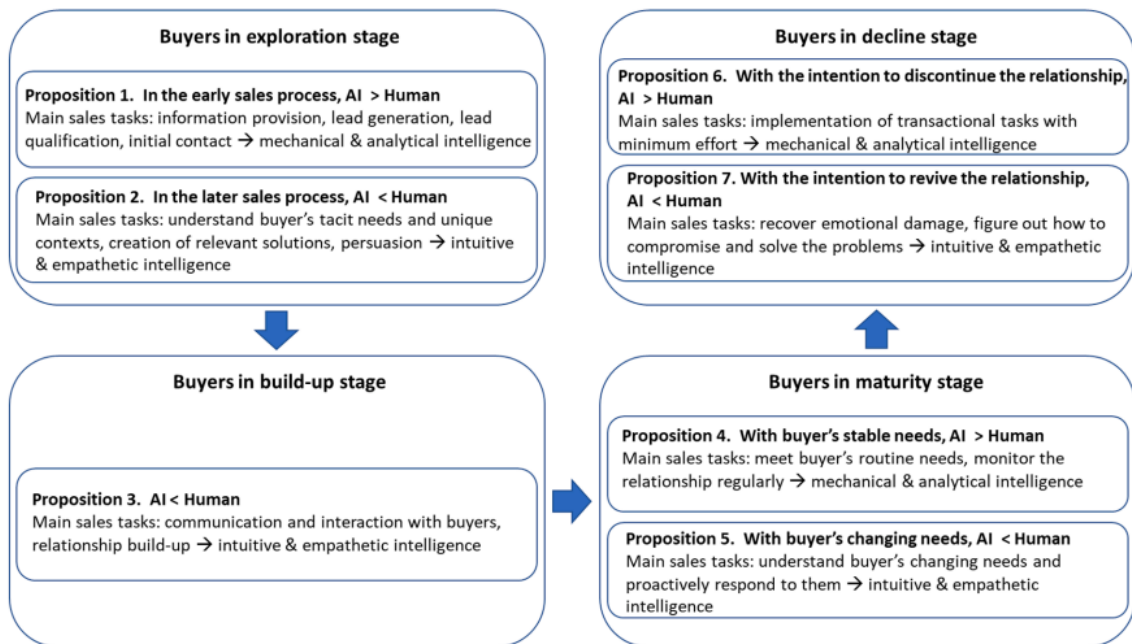 Buyers in exploration stage
Proposition 1. In the early sales process, AI > Human
Main sales tasks: information provision, lead generation, lead
qualification, initial contact → mechanical & analytical intelligence
Proposition 2. In the later sales process, AI < Human
Main sales tasks: understand buyer's tacit needs and unique
contexts, creation of relevant solutions, persuasion → intuitive
& empathetic intelligence
Buyers in build-up stage
Proposition 3. AI < Human
Main sales tasks: communication and interaction with buyers,
relationship build-up → intuitive & empathetic intelligence
Buyers in maturity stage
Proposition 4. With buyer's stable needs, AI > Human
Main sales tasks: meet buyer's routine needs, monitor the
relationship regularly → mechanical & analytical intelligence
Proposition 5. With buyer's changing needs, AI < Human
Main sales tasks: understand buyer's changing needs and
proactively respond to them → intuitive & empathetic
intelligence
Buyers in decline stage
Proposition 6. With the intention to discontinue the relationship,
AI > Human
Main sales tasks: implementation of transactional tasks with
minimum effort → mechanical & analytical intelligence
Proposition 7. With the intention to revive the relationship,
AI < Human
Main sales tasks: recover emotional damage, figure out how to
compromise and solve the problems → intuitive & empathetic
intelligence